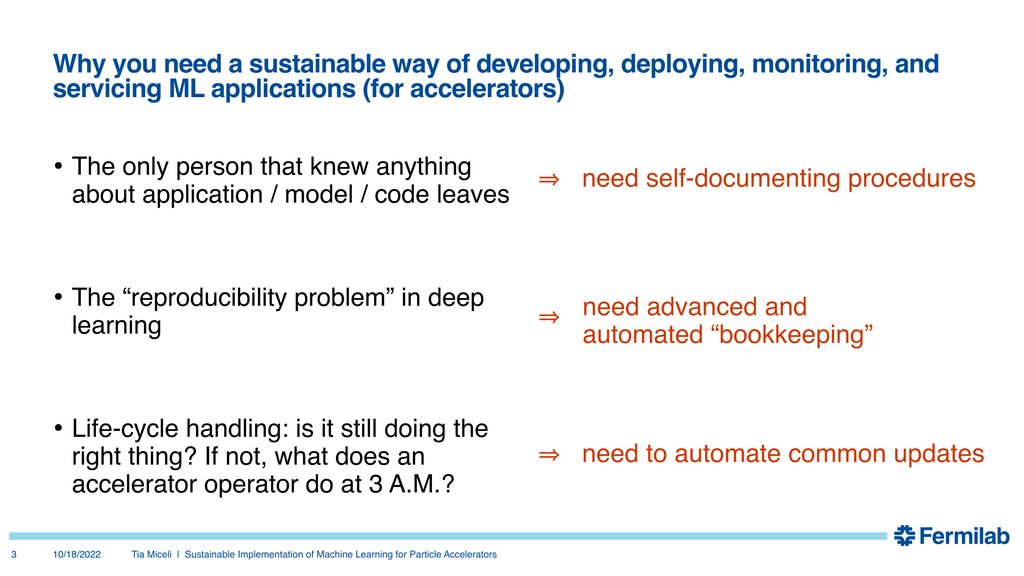 Why you need a sustainable way of developing, deploying, monitoring, and
servicing ML applications (for accelerators)
• The only person that knew anything
about application / model / code leaves
⇒ need self-documenting procedures
• The “reproducibility problem” in deep
learning
⇒ need advanced and
automated “bookkeeping”
• Life-cycle handling: is it still doing the
right thing? If not, what does an
accelerator operator do at 3 A.M.?
⇒ need to automate common updates
Fermilab
3 10/18/2022 Tia Miceli | Sustainable Implementation of Machine Learning for Particle Accelerators